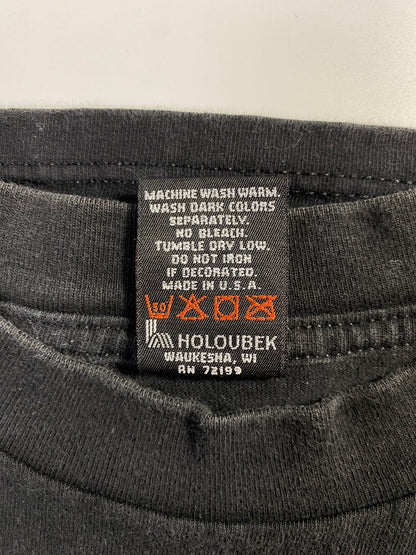 MACHINE WASH WARM.
WASH DARK COLORS
SEPARATELY.
NO BLEACH.
TUMBLE DRY LOW.
DO NOT IRON
IF DECORATED.
MADE IN U.S.A.
30
HOLOUBEK
WAUKESHA, WI
RN 72199